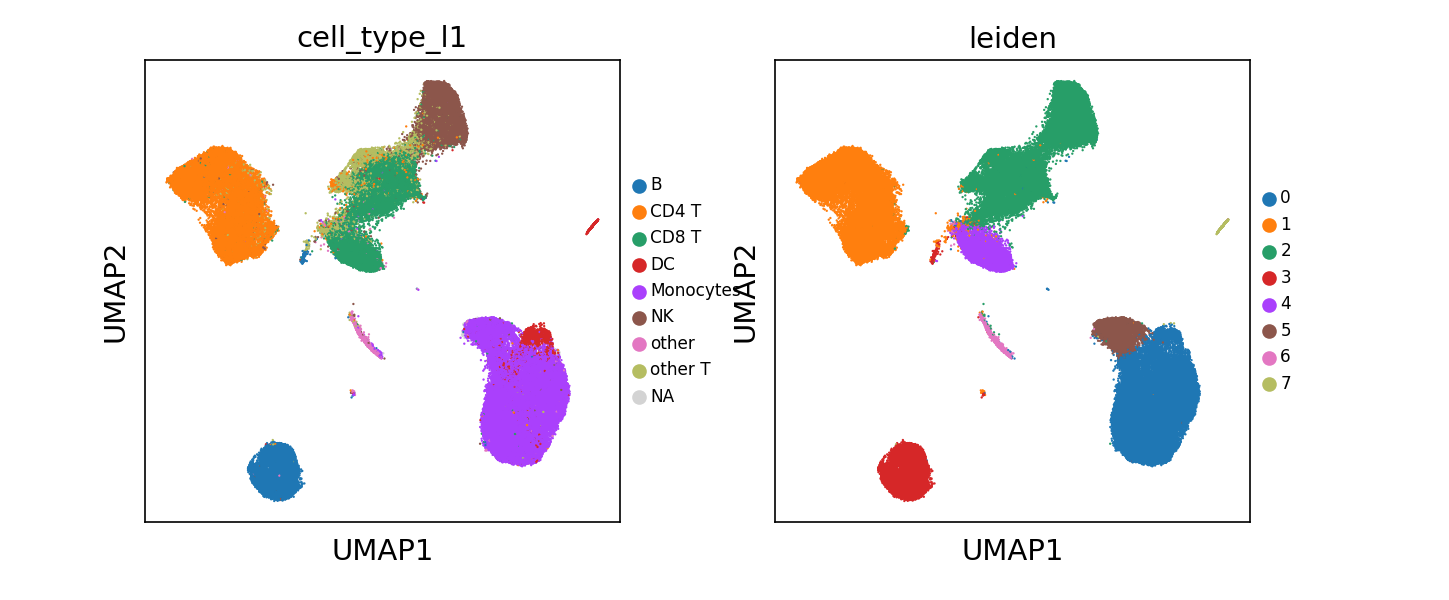 cell_type_l1
UMAP2
UMAP1
B
CD4 T
CD8 T
DC
Monocytes
NK
other
other T
NA
leiden
UMAP2
UMAP1
0
1
2
3
4
5
6
7